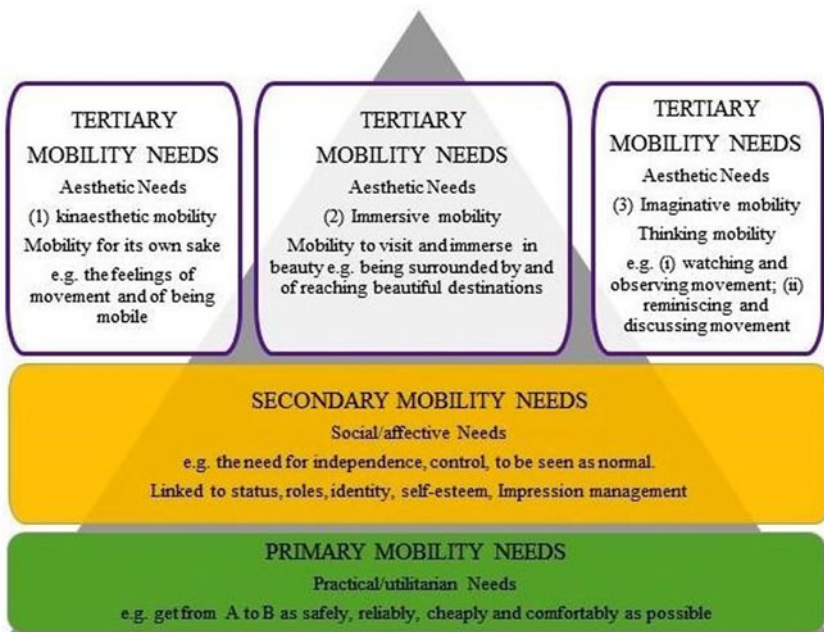 TERTIARY
MOBILITY NEEDS
Aesthetic Needs
(1) kinaesthetic mobility
Mobility for its own sake
e.g. the feelings of
movement and of being
mobile
TERTIARY
MOBILITY NEEDS
Aesthetic Needs
(2) Immersive mobility
Mobility to visit and immerse in
beauty e.g. being surrounded by and
of reaching beautiful destinations
TERTIARY
MOBILITY NEEDS
Aesthetic Needs
(3) Imaginative mobility
Thinking mobility
e.g. (i) watching and
observing movement; (ii)
reminiscing and
discussing movement
SECONDARY MOBILITY NEEDS
Social/affective Needs
e.g. the need for independence, control, to be seen as normal.
Linked to status, roles, identity, self-esteem, Impression management
PRIMARY MOBILITY NEEDS
Practical/utilitarian Needs
e.g. get from A to B as safely, reliably, cheaply and comfortably as possible